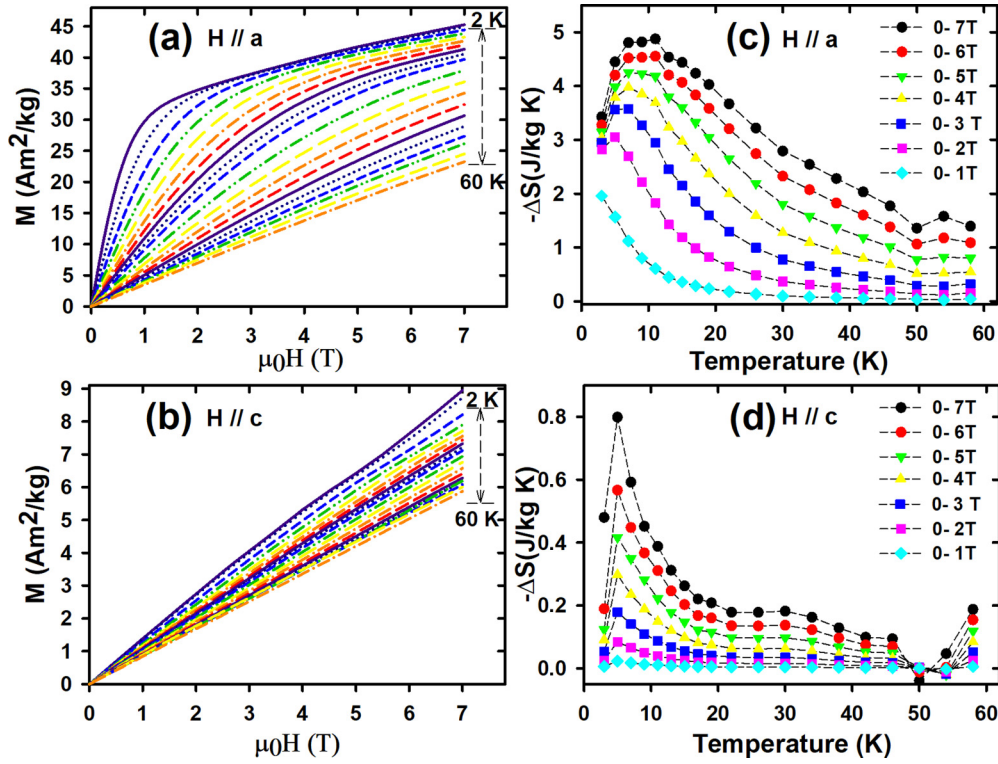 (a) H // a
2 K
60 K
M (Am²/kg)
50
45
40
35
30
25
20
15
10
05
0
0 1 2 3 4 5 6 7
μ₀H (T)
(c) H // a
0- 7T
0- 6T
0- 5T
0- 4T
0- 3 T
0- 2T
0- 1T
-ΔS(J/kg K)
5
4
3
2
1
0
0 10 20 30 40 50 60
Temperature (K)
(b) H // c
2 K
60 K
M (Am²/kg)
9
8
7
6
5
4
3
2
1
0
0 1 2 3 4 5 6 7
μ₀H (T)
(d) H // c
0- 7T
0- 6T
0- 5T
0- 4T
0- 3 T
0- 2T
0- 1T
-ΔS(J/kg K)
0.8
0.6
0.4
0.2
0.0
0 10 20 30 40 50 60
Temperature (K)